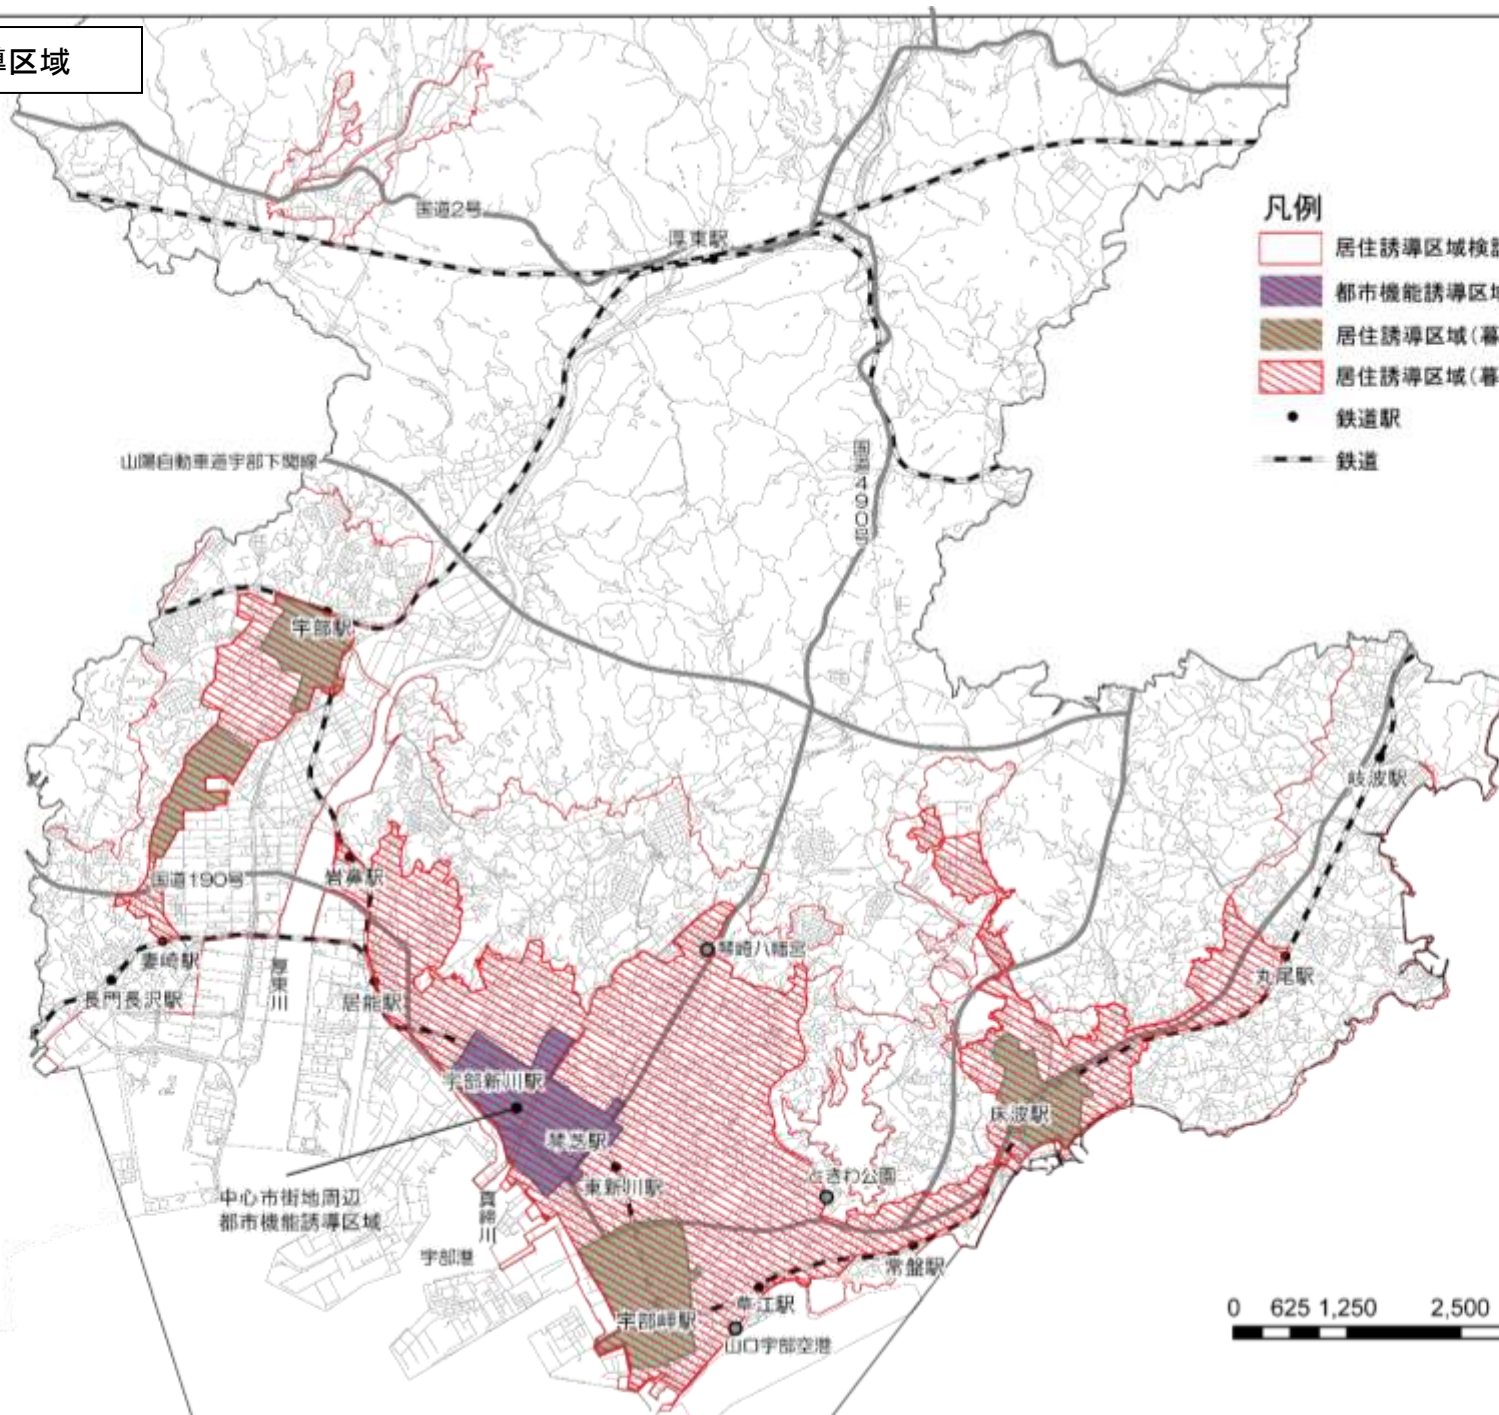 導区域
国道2号
厚東駅
凡例
居住誘導区域検討
都市機能誘導区域
居住誘導区域(暮
居住誘導区域(暮
鉄道駅
鉄道
山陽自動車道宇部下関線
国道490号
宇部駅
岐波駅
国道190号
岩鼻駅
琴崎八幡宮
妻崎駅
長門長沢駅
厚東川
居能駅
丸尾駅
宇部新川駅
床波駅
琴芝駅
東新川駅
ときわ公園
中心市街地周辺
都市機能誘導区域
真締川
宇部港
常盤駅
草江駅
宇部岬駅
山口宇部空港
0 625 1,250 2,500